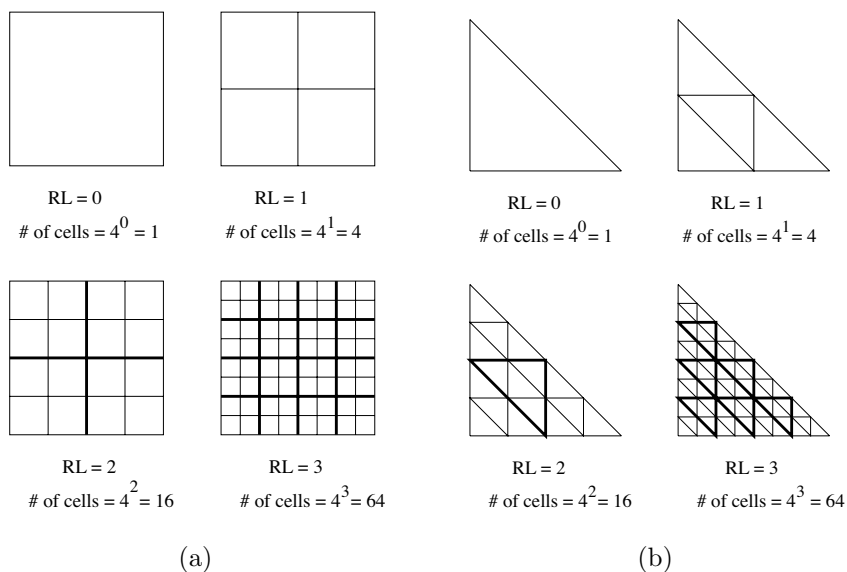 RL = 0
# of cells = 4^0 = 1
RL = 1
# of cells = 4^1 = 4
RL = 2
# of cells = 4^2 = 16
RL = 3
# of cells = 4^3 = 64
(a)
RL = 0
# of cells = 4^0 = 1
RL = 1
# of cells = 4^1 = 4
RL = 2
# of cells = 4^2 = 16
RL = 3
# of cells = 4^3 = 64
(b)